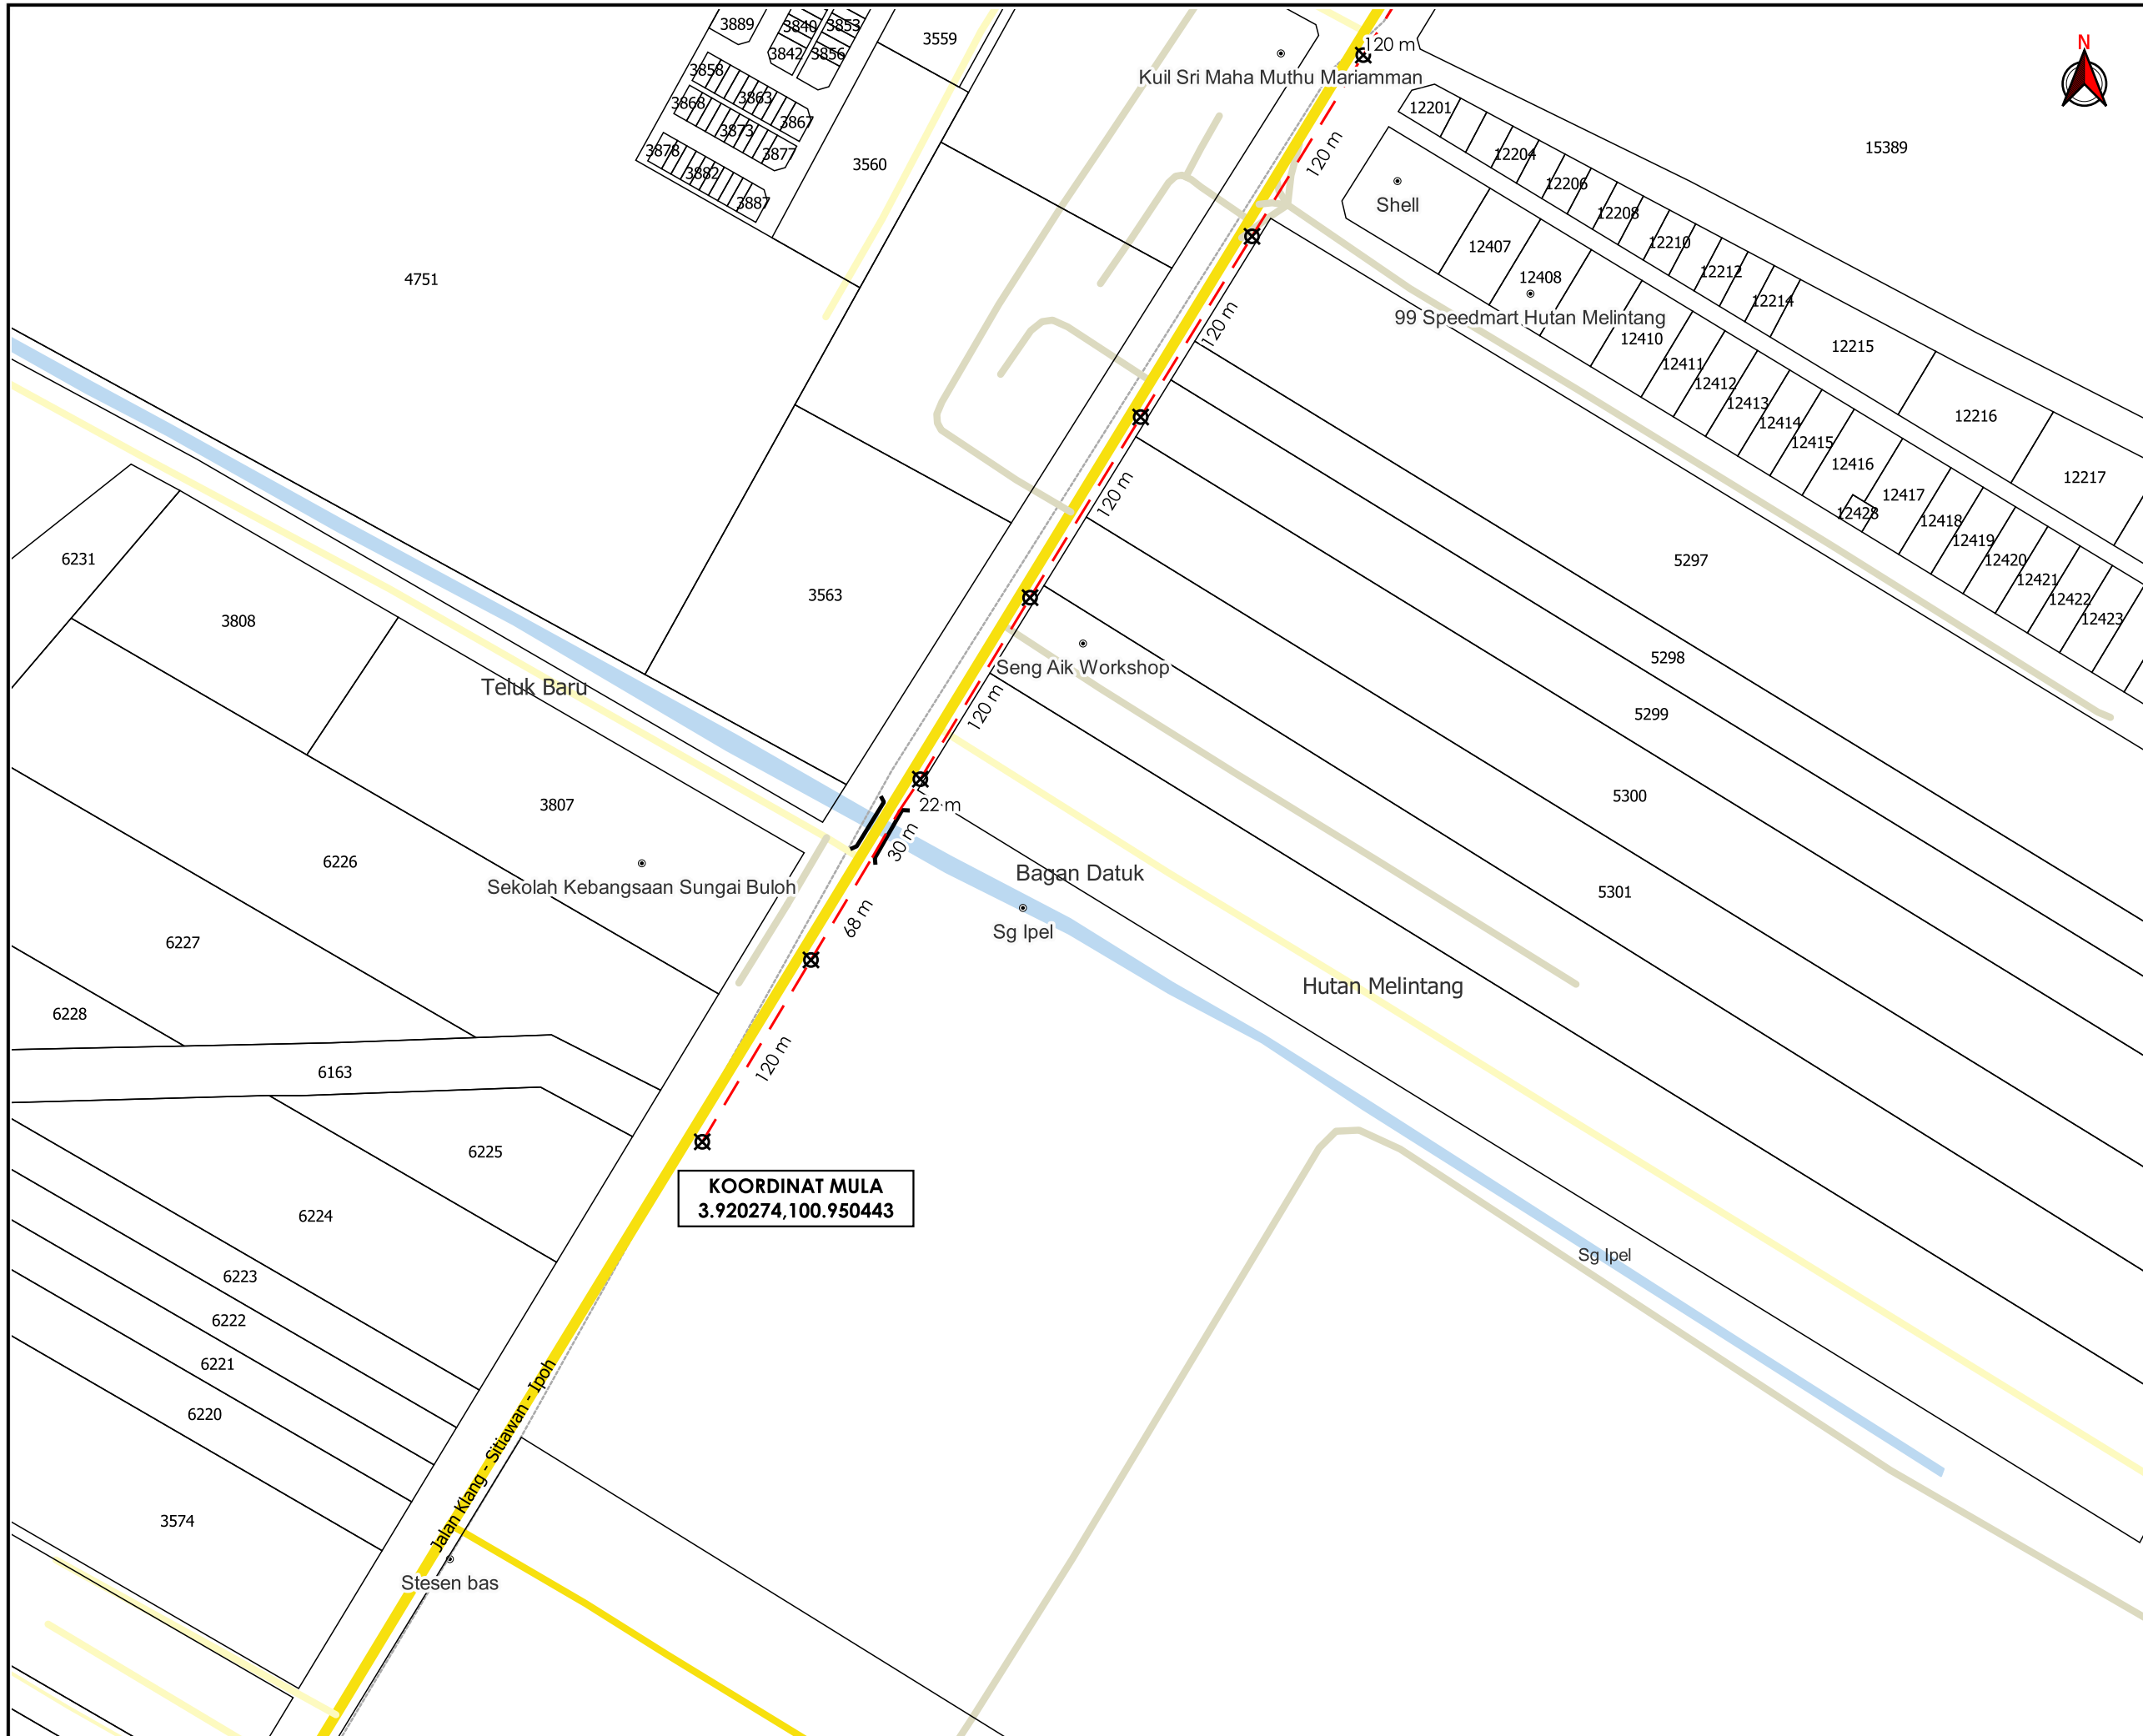 3889
3840
3853
3842
3856
3559
120 m
N
Kuil Sri Maha Muthu Mariamman
3858
3863
3868
3867
3873
3877
3878
3882
3887
3560
120 m
12201
12204
12206
12208
12210
12212
12214
12215
12216
12217
15389
Shell
12407
12408
99 Speedmart Hutan Melintang
12410
12411
12412
12413
12414
12415
12416
12417
12428
12418
12419
12420
12421
12422
12423
4751
120 m
120 m
5297
6231
3808
3563
Seng Aik Workshop
5298
Teluk Baru
120 m
5299
3807
22 m
30 m
5300
6226
Sekolah Kebangsaan Sungai Buloh
Bagan Datuk
5301
68 m
Sg Ipel
6227
Hutan Melintang
6228
120 m
6163
6225
KOORDINAT MULA
3.920274,100.950443
6224
Sg Ipel
6223
6222
6221
6220
Jalan Klang - Sitiawan - Ipoh
3574
Stesen bas